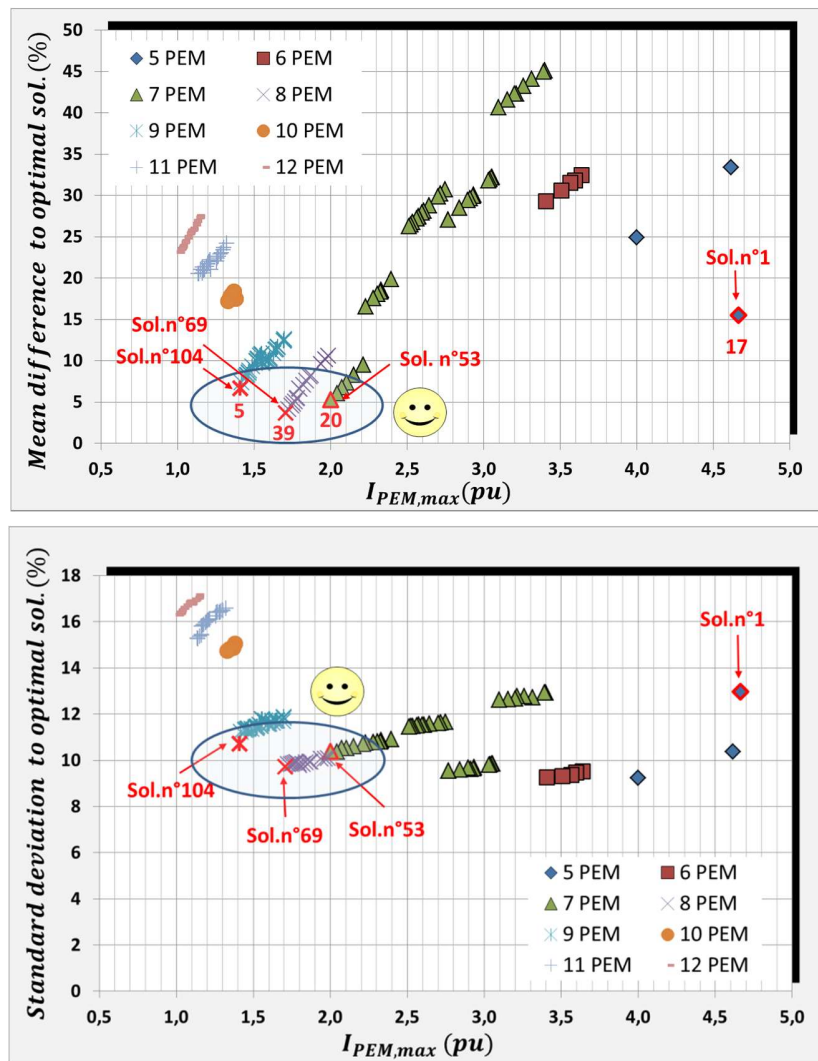 Mean difference to optimal sol.(%)
50
45
40
35
30
25
20
15
10
5
0
5 PEM
6 PEM
7 PEM
8 PEM
9 PEM
10 PEM
11 PEM
12 PEM
Sol.n°1
17
Sol.n°69
Sol.n°104
Sol. n°53
5
39
20
0,5
1,0
1,5
2,0
2,5
3,0
3,5
4,0
4,5
5,0
I_PEM,max(pu)
Standard deviation to optimal sol.(%)
18
16
14
12
10
8
6
4
2
0
Sol.n°1
Sol.n°104
Sol.n°69
Sol.n°53
5 PEM
6 PEM
7 PEM
8 PEM
9 PEM
10 PEM
11 PEM
12 PEM
0,5
1,0
1,5
2,0
2,5
3,0
3,5
4,0
4,5
5,0
I_PEM,max (pu)